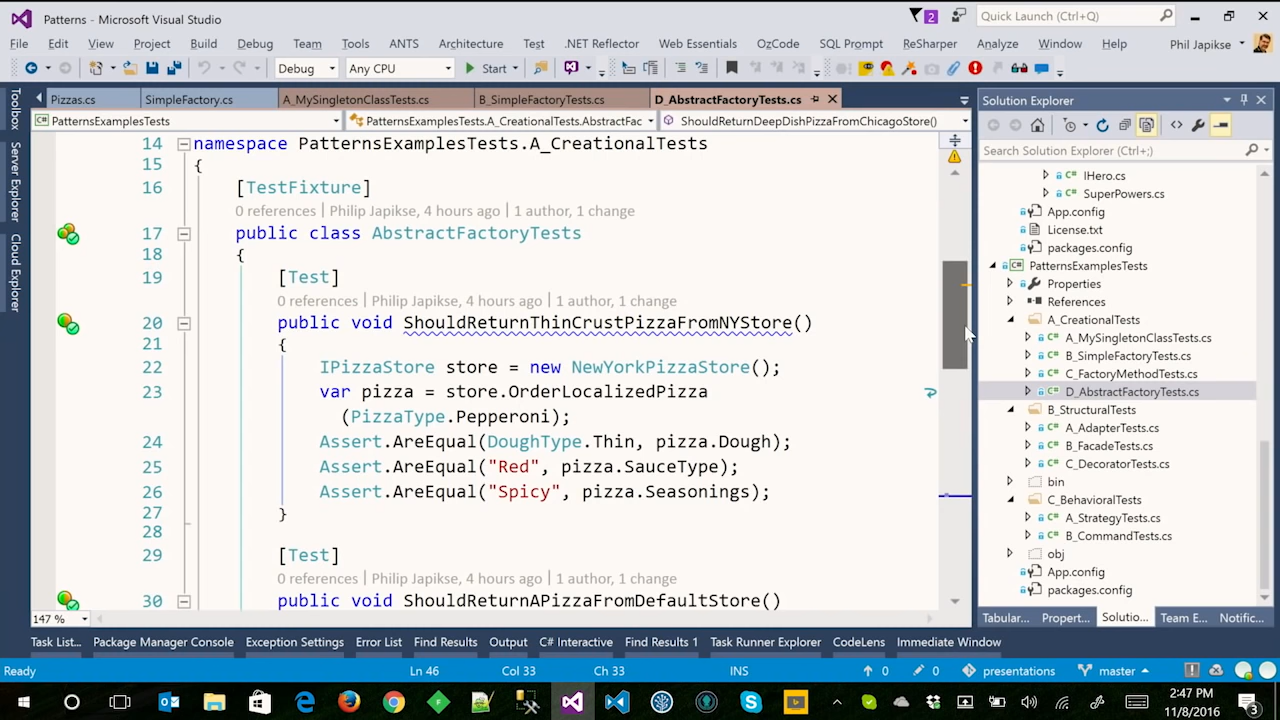 Patterns - Microsoft Visual Studio
2
Quick Launch (Ctrl+Q)
File Edit View Project Build Debug Team Tools ANTS Architecture Test .NET Reflector Web Essentials OzCode SQL Prompt ReSharper Analyze Window Help Phil Japikse
Debug Any CPU Start
Pizzas.cs SimpleFactory.cs A_MySingletonClassTests.cs B_SimpleFactoryTests.cs D_AbstractFactoryTests.cs
PatternsExamplesTests PatternsExamplesTests.A_CreationalTests.AbstractFac ShouldReturnDeepDishPizzaFromChicagoStore()
Toolbox
Server Explorer
Cloud Explorer
14 namespace PatternsExamplesTests.A_CreationalTests
15 {
16 [TestFixture]
0 references | Philip Japikse, 4 hours ago | 1 author, 1 change
17 public class AbstractFactoryTests
18 {
19 [Test]
0 references | Philip Japikse, 4 hours ago | 1 author, 1 change
20 public void ShouldReturnThinCrustPizzaFromNYStore()
21 {
22 IPizzaStore store = new NewYorkPizzaStore();
23 var pizza = store.OrderLocalizedPizza
(PizzaType.Pepperoni);
24 Assert.AreEqual(DoughType.Thin, pizza.Dough);
25 Assert.AreEqual("Red", pizza.SauceType);
26 Assert.AreEqual("Spicy", pizza.Seasonings);
27 }
28
29 [Test]
0 references | Philip Japikse, 4 hours ago | 1 author, 1 change
30 public void ShouldReturnAPizzaFromDefaultStore()
147 %
Solution Explorer
Search Solution Explorer (Ctrl+;)
IHero.cs
SuperPowers.cs
App.config
License.txt
packages.config
PatternsExamplesTests
Properties
References
A_CreationalTests
A_MySingletonClassTests.cs
B_SimpleFactoryTests.cs
C_FactoryMethodTests.cs
D_AbstractFactoryTests.cs
B_StructuralTests
A_AdapterTests.cs
B_FacadeTests.cs
C_DecoratorTests.cs
bin
C_BehavioralTests
A_StrategyTests.cs
B_CommandTests.cs
obj
App.config
packages.config
Tabular... Propert... Solutio... Team E... Notific...
Task List... Package Manager Console Exception Settings Error List Find Results Output C# Interactive Find Results 1 Task Runner Explorer CodeLens Immediate Window
Ready Ln 46 Col 33 Ch 33 INS 0 0 presentations master
2:47 PM
11/8/2016
3